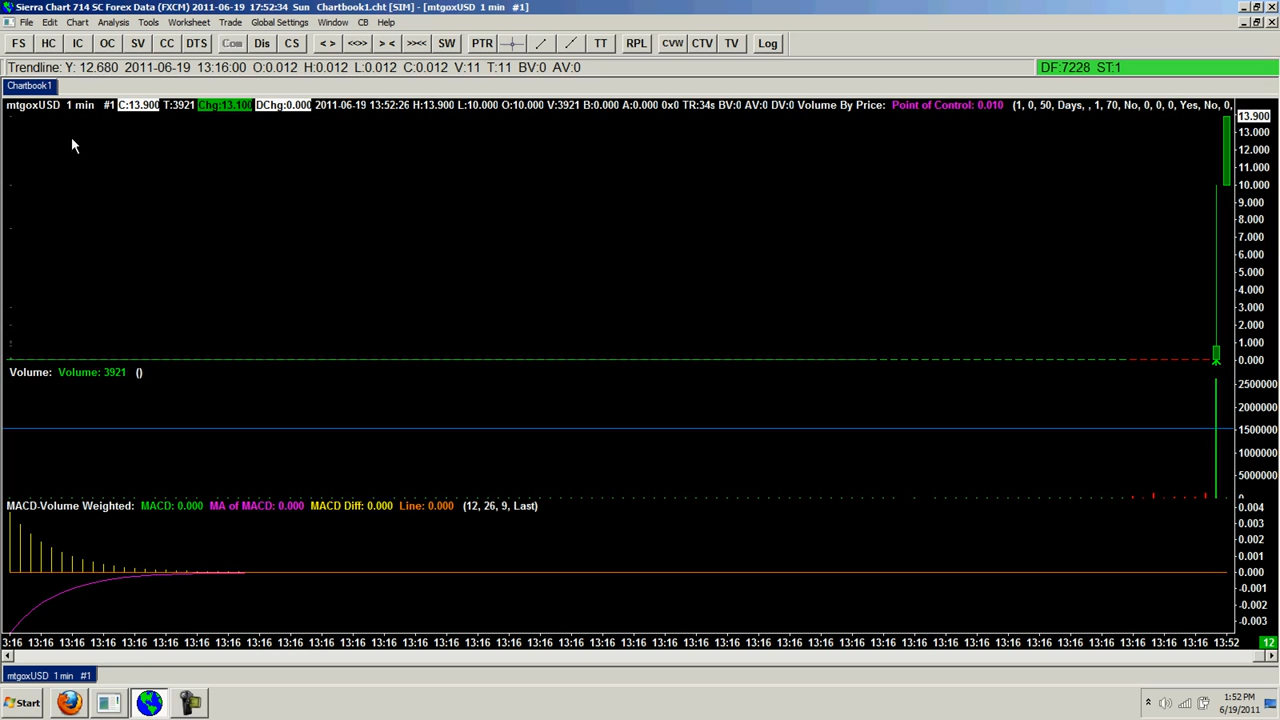 Sierra Chart 714 SC Forex Data (FXCM) 2011-06-19 17:52:34 Sun Chartbook1.cht [SIM] - [mtgoxUSD 1 min #1]
File Edit Chart Analysis Tools Worksheet Trade Global Settings Window CB Help
FS HC IC OC SV CC DTS Com Dis CS < > <<>> > < >><< SW PTR TT RPL CVW CTV TV Log
Trendline: Y: 12.680 2011-06-19 13:16:00 O:0.012 H:0.012 L:0.012 C:0.012 V:11 T:11 BV:0 AV:0 DF:7228 ST:1
Chartbook1
mtgoxUSD 1 min #1 C:13.900 T:3921 Chg:13.100 DChg:0.000 2011-06-19 13:52:26 H:13.900 L:10.000 O:10.000 V:3921 B:0.000 A:0.000 0x0 TR:34s BV:0 AV:0 DV:0 Volume By Price: Point of Control: 0.010 (1, 0, 50, Days, , 1, 70, No, 0, 0, 0, Yes, No, 0,
13.900
13.000
12.000
11.000
10.000
9.000
8.000
7.000
6.000
5.000
4.000
3.000
2.000
1.000
0.000
Volume: Volume: 3921 ()
2500000
2000000
1500000
1000000
5000000
0
MACD-Volume Weighted: MACD: 0.000 MA of MACD: 0.000 MACD Diff: 0.000 Line: 0.000 (12, 26, 9, Last)
0.004
0.003
0.002
0.001
0.000
-0.001
-0.002
-0.003
3:16 13:16 13:16 13:16 13:16 13:16 13:16 13:16 13:16 13:16 13:16 13:16 13:16 13:16 13:16 13:16 13:16 13:16 13:16 13:16 13:16 13:16 13:16 13:16 13:16 13:16 13:16 13:16 13:16 13:16 13:16 13:16 13:16 13:16 13:16 13:16 13:16 13:16 13:16 13:52 12
mtgoxUSD 1 min #1
Start 1:52 PM
6/19/2011